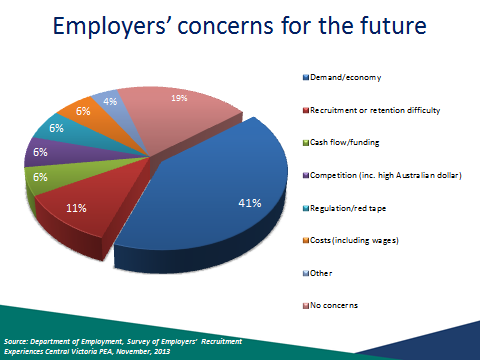 Employers’ concerns for the future
19%
4%
6%
6%
6%
6%
11%
41%
Demand/economy
Recruitment or retention difficulty
Cash flow/funding
Competition (inc. high Australian dollar)
Regulation/red tape
Costs (including wages)
Other
No concerns
Source: Department of Employment, Survey of Employers’ Recruitment
Experiences Central Victoria PEA, November, 2013